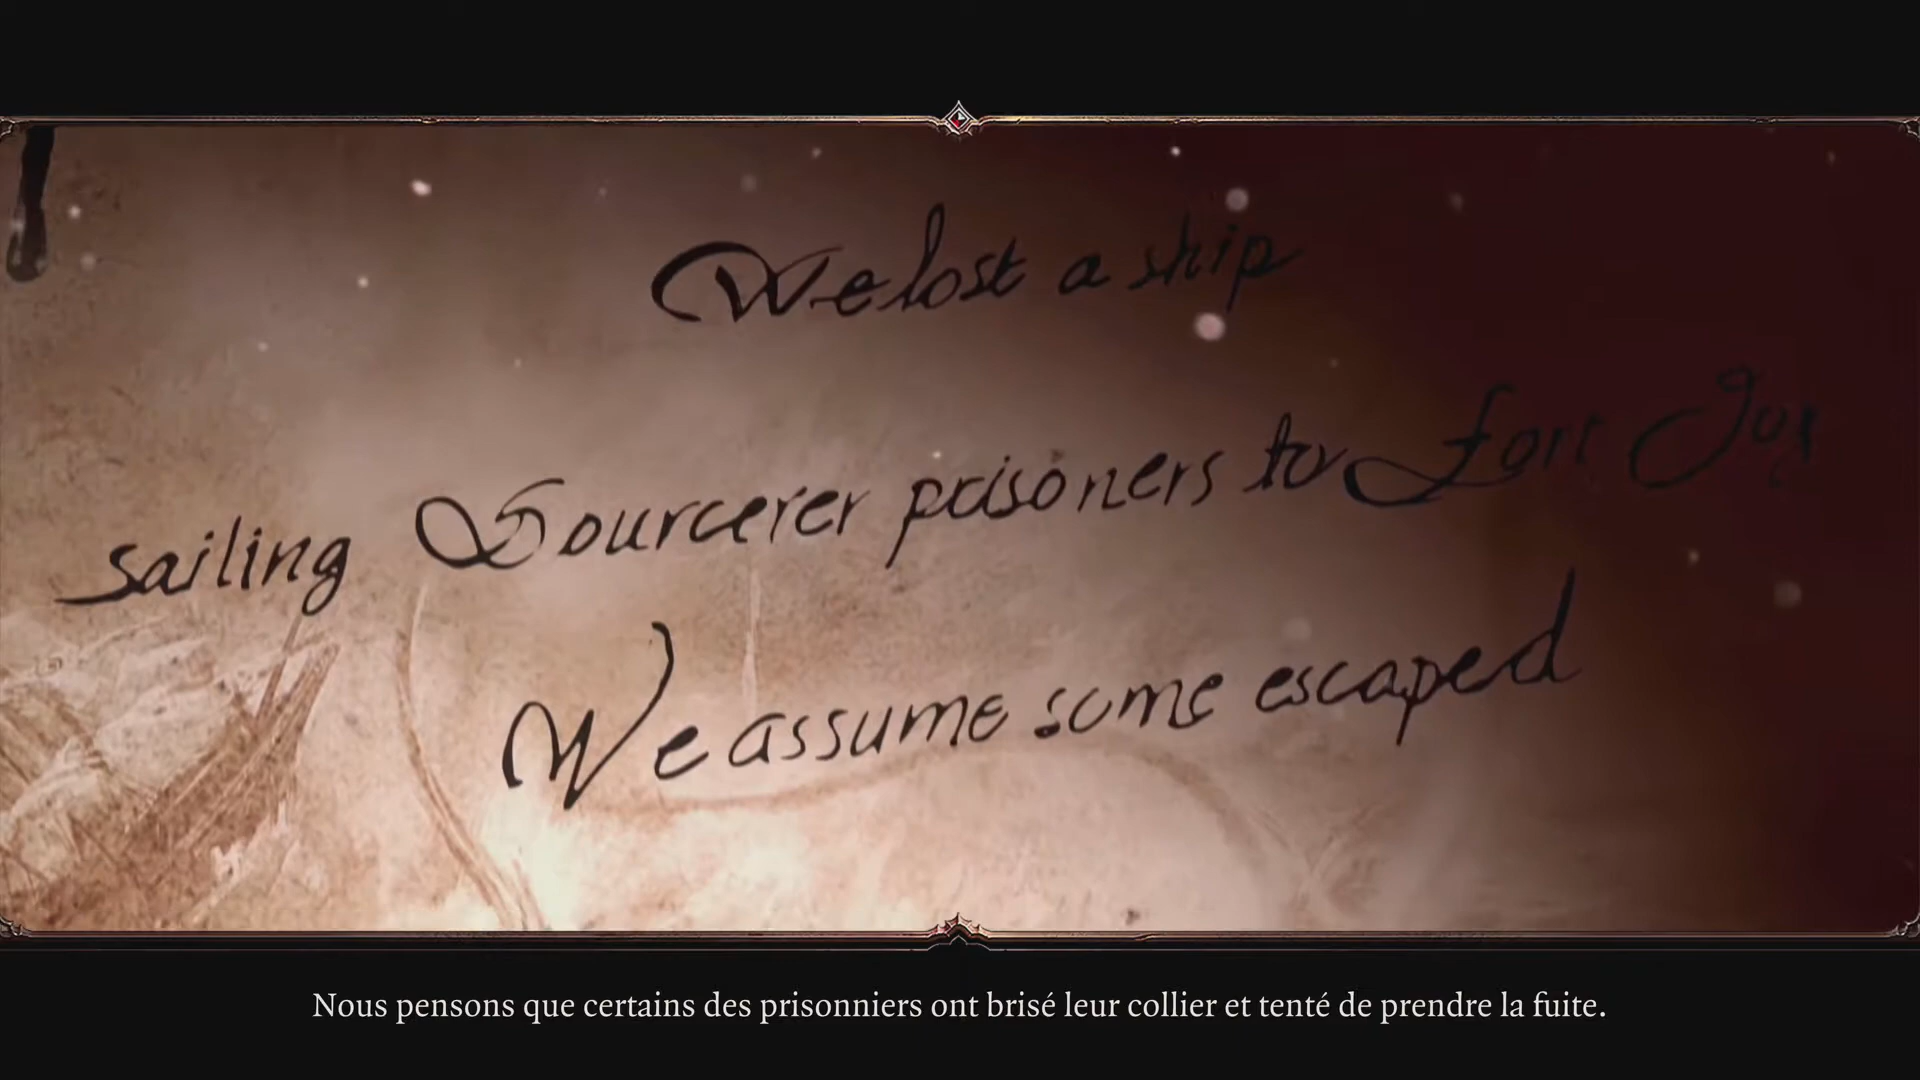 We lost a ship
sailing Sourcerer prisoners to Fort Joy
We assume some escaped
Nous pensons que certains des prisonniers ont brisé leur collier et tenté de prendre la fuite.